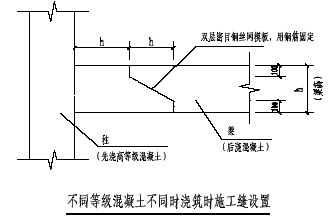 双层密目钢丝网模板，用钢筋固定
h
h
100
h
(梁高)
100
柱
(先浇高等级混凝土)
梁
(后浇混凝土)
不同等级混凝土不同时浇筑时施工缝设置